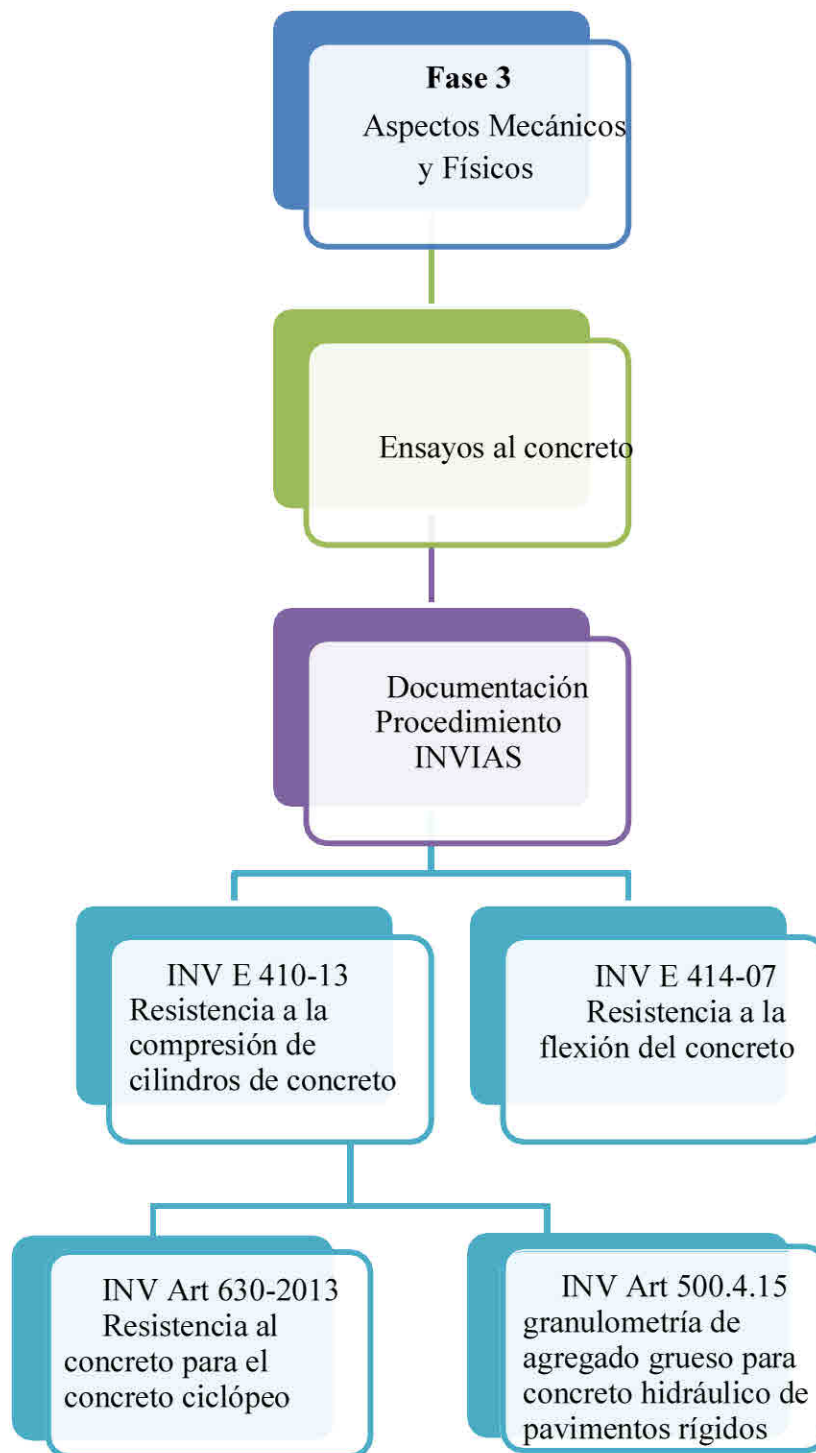 Fase 3
Aspectos Mecánicos
y Físicos
Ensayos al concreto
Documentación
Procedimiento
INVIAS
INV E 410-13
Resistencia a la
compresión de
cilindros de concreto
INV E 414-07
Resistencia a la
flexión del concreto
INV Art 630-2013
Resistencia al
concreto para el
concreto ciclópeo
INV Art 500.4.15
granulometría de
agregado grueso para
concreto hidráulico de
pavimentos rígidos